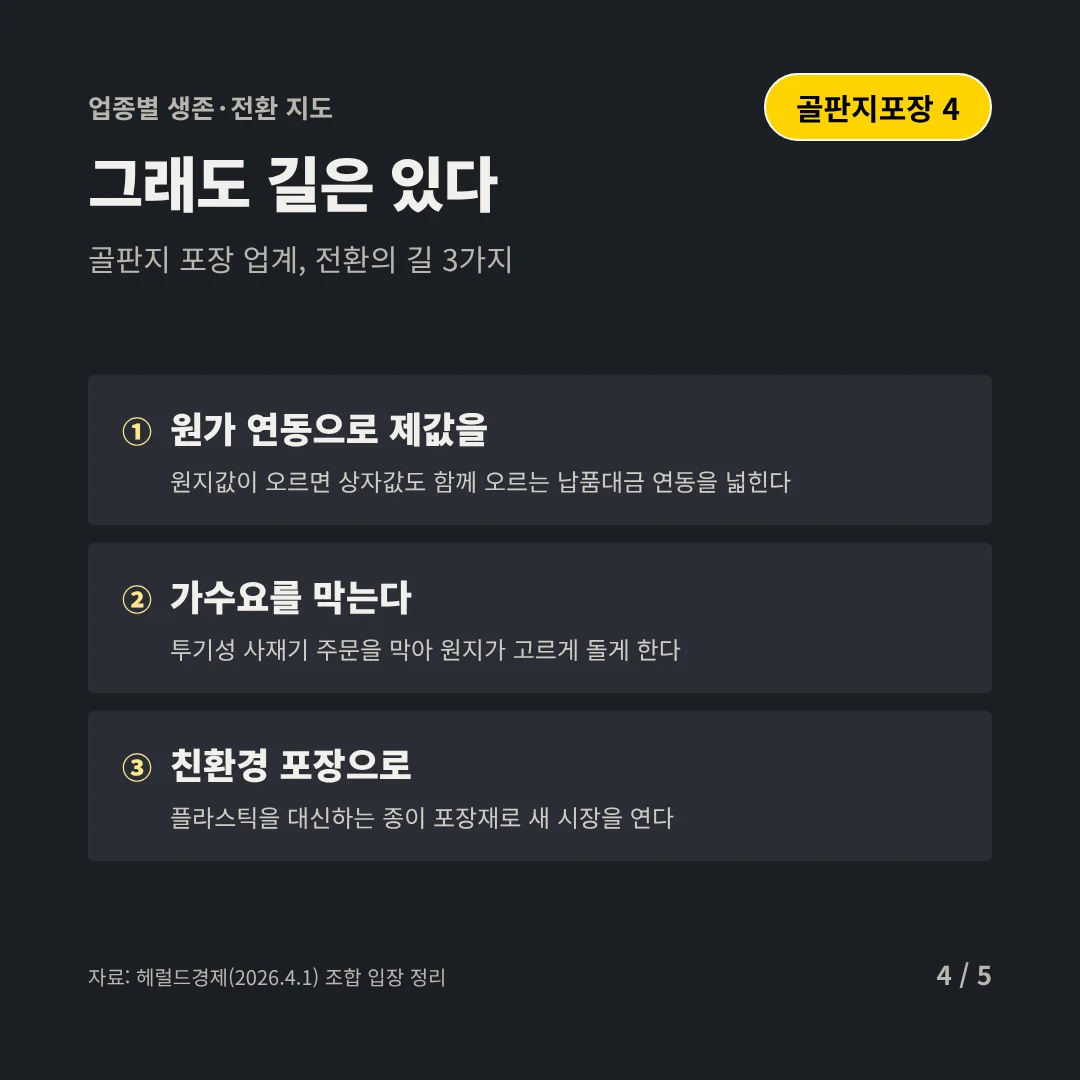 업종별 생존·전환 지도
골판지포장 4
그래도 길은 있다
골판지 포장 업계, 전환의 길 3가지
① 원가 연동으로 제값을
원지값이 오르면 상자값도 함께 오르는 납품대금 연동을 넓힌다
② 가수요를 막는다
투기성 사재기 주문을 막아 원지가 고르게 돌게 한다
③ 친환경 포장으로
플라스틱을 대신하는 종이 포장재로 새 시장을 연다
자료: 헤럴드경제(2026.4.1) 조합 입장 정리
4 / 5